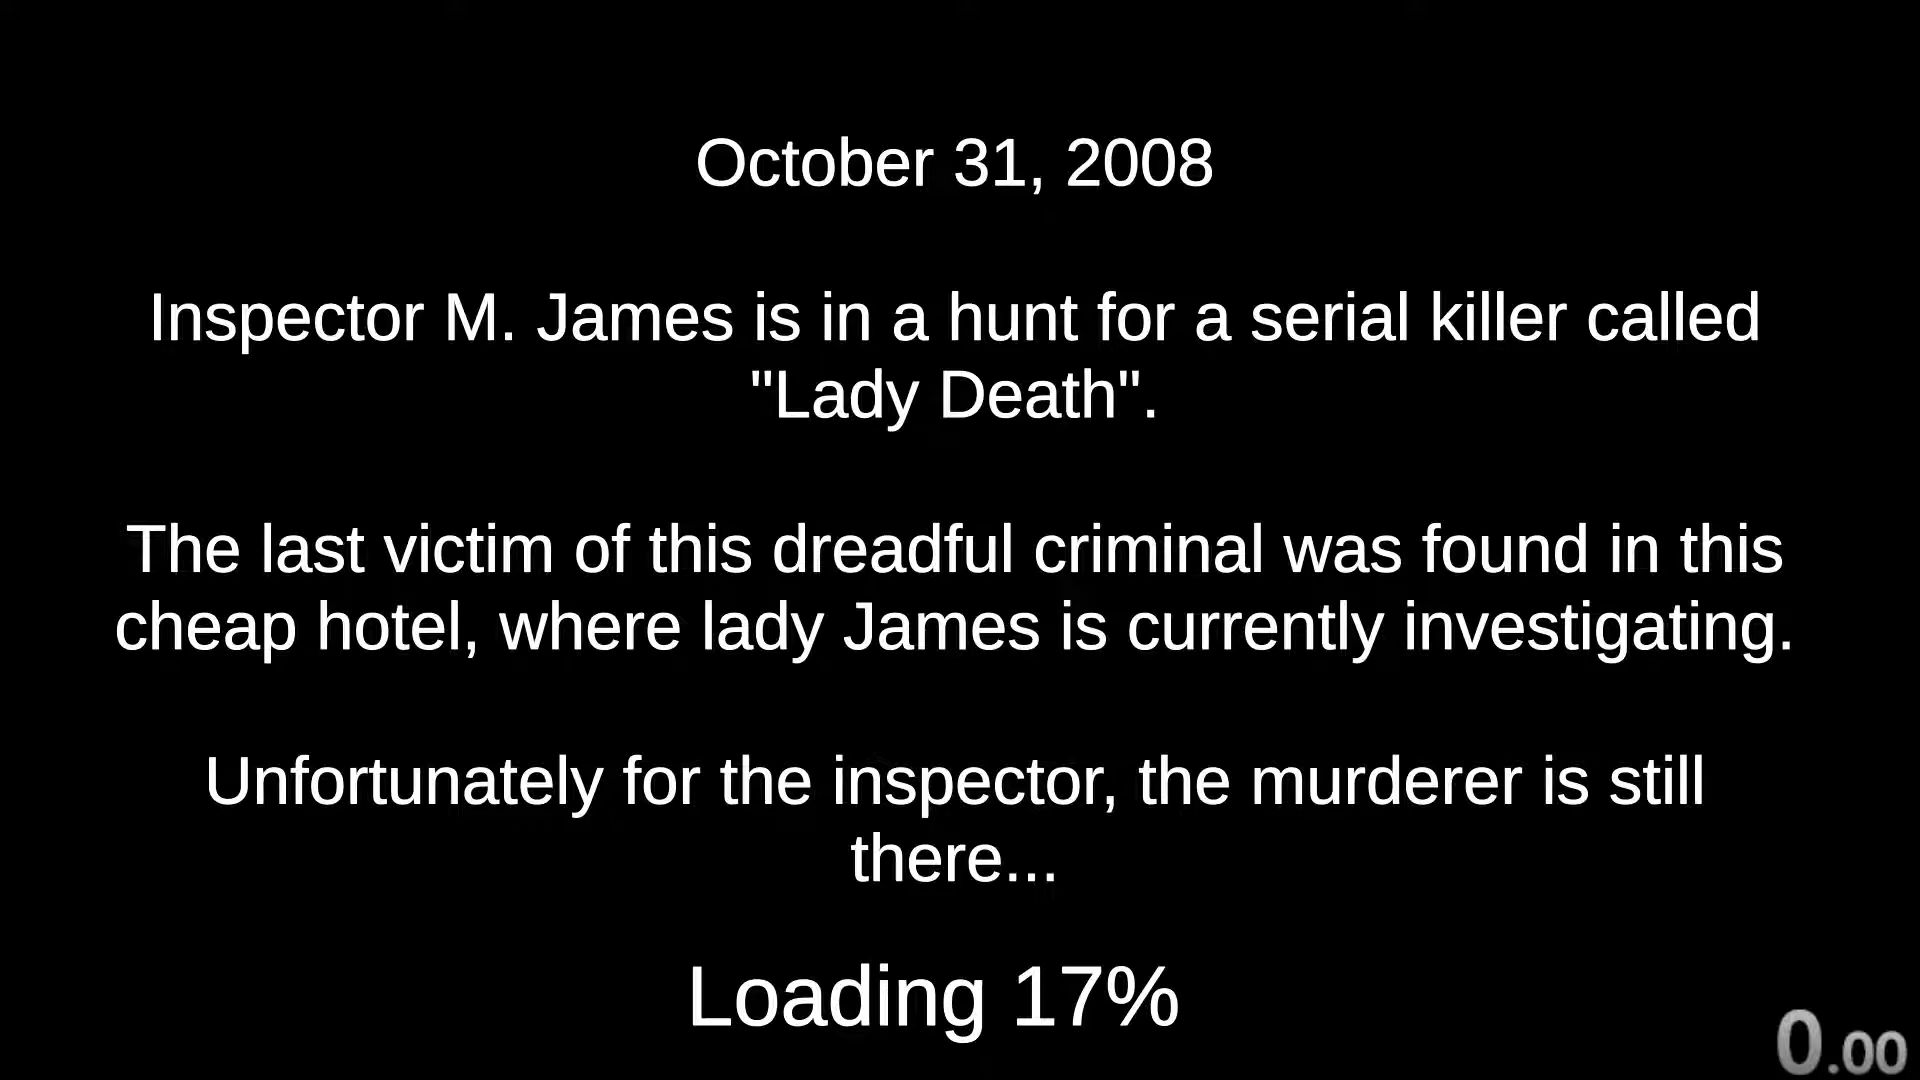 October 31, 2008
Inspector M. James is in a hunt for a serial killer called
"Lady Death".
The last victim of this dreadful criminal was found in this
cheap hotel, where lady James is currently investigating.
Unfortunately for the inspector, the murderer is still
there...
Loading 17%
0.00